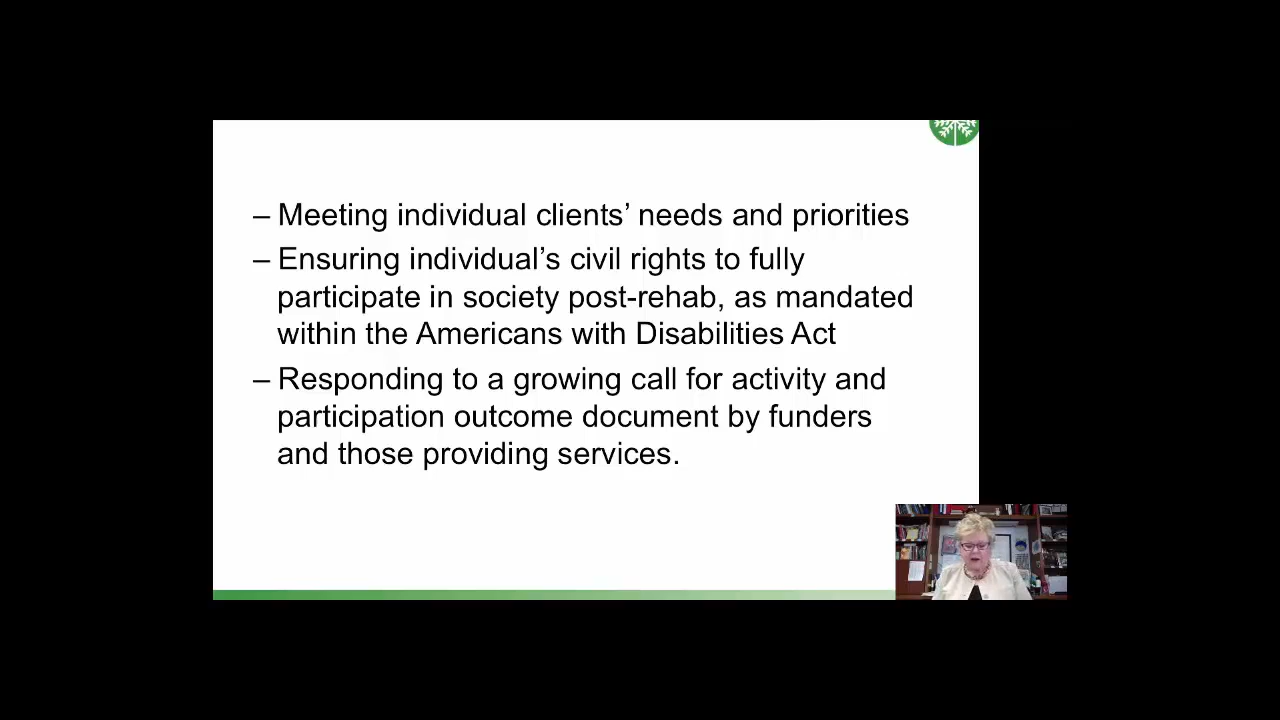 – Meeting individual clients’ needs and priorities
– Ensuring individual’s civil rights to fully
participate in society post-rehab, as mandated
within the Americans with Disabilities Act
– Responding to a growing call for activity and
participation outcome document by funders
and those providing services.